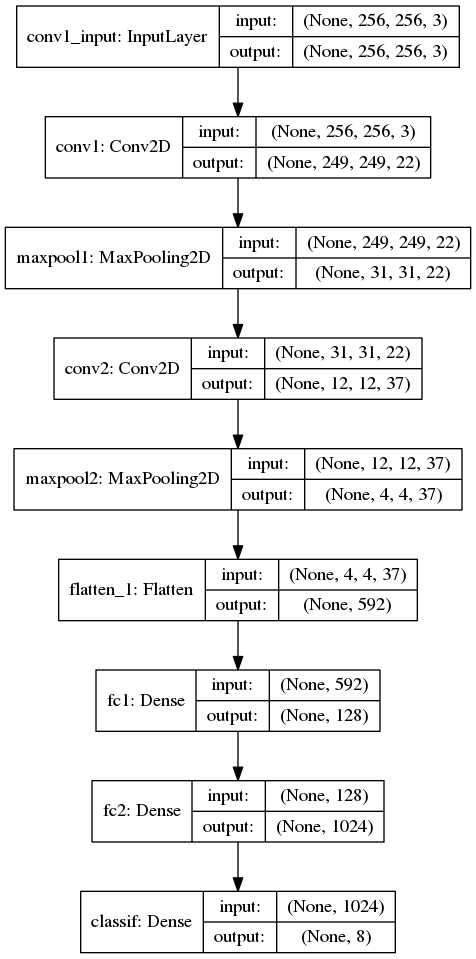 conv1_input: InputLayer
input: (None, 256, 256, 3)
output: (None, 256, 256, 3)
conv1: Conv2D
input: (None, 256, 256, 3)
output: (None, 249, 249, 22)
maxpool1: MaxPooling2D
input: (None, 249, 249, 22)
output: (None, 31, 31, 22)
conv2: Conv2D
input: (None, 31, 31, 22)
output: (None, 12, 12, 37)
maxpool2: MaxPooling2D
input: (None, 12, 12, 37)
output: (None, 4, 4, 37)
flatten_1: Flatten
input: (None, 4, 4, 37)
output: (None, 592)
fc1: Dense
input: (None, 592)
output: (None, 128)
fc2: Dense
input: (None, 128)
output: (None, 1024)
classif: Dense
input: (None, 1024)
output: (None, 8)